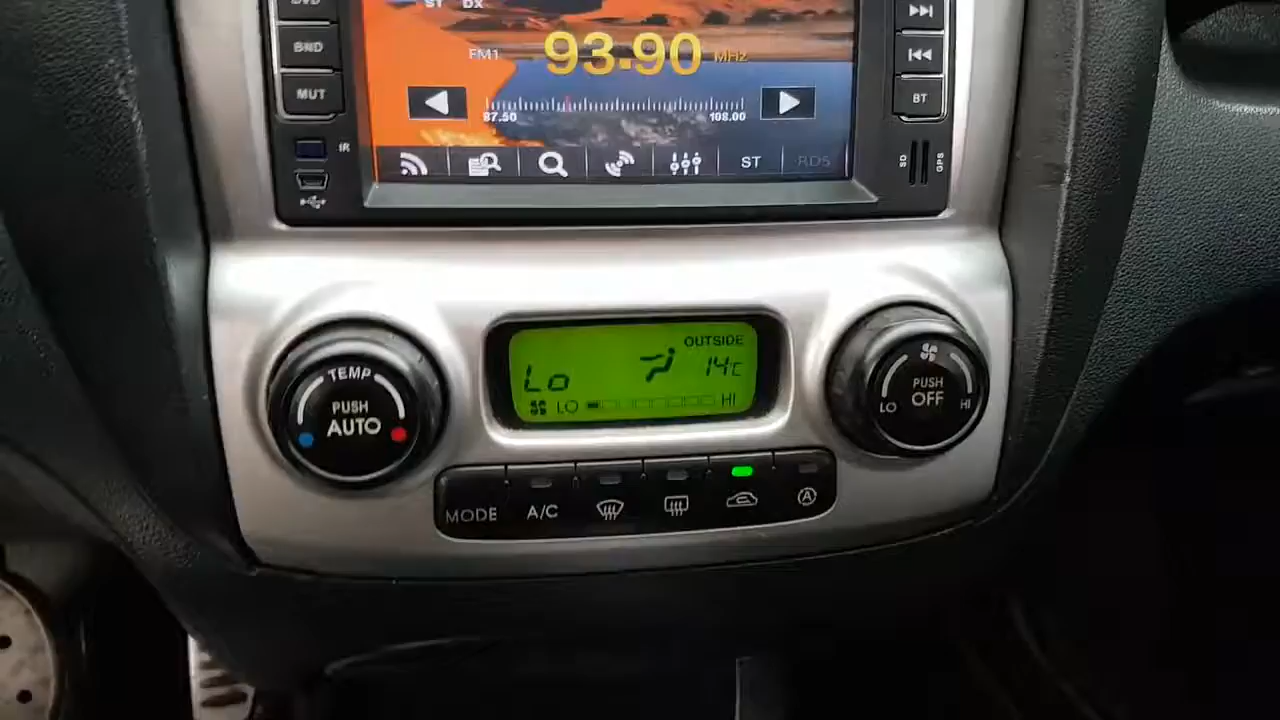 DVD
ST DX
BND
FM1 93.90 MHz
BT
MUT
87.50 108.00
IR
ST RDS
SD GPS
OUTSIDE
14°C
Lo
LO HI
TEMP
PUSH
AUTO
PUSH
OFF
LO HI
MODE A/C A